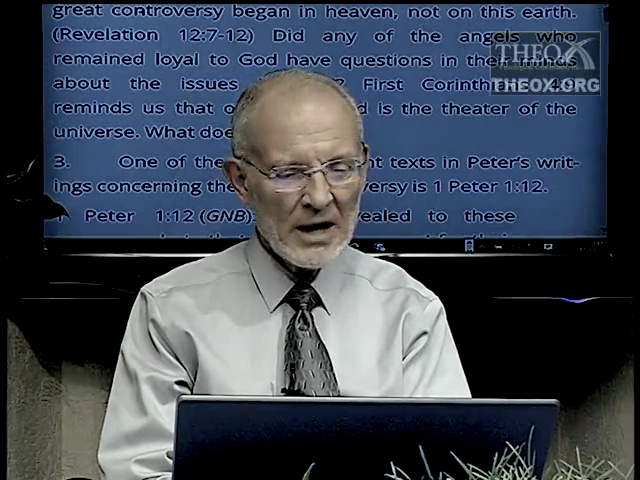 great controversy began in heaven, not on this earth.
(Revelation 12:7-12) Did any of the angels who
remained loyal to God have questions in their minds
about the issues First Corinthians 4:9
reminds us that is the theater of the
universe. What
3. One of the texts in Peter's writ-
ings concerning the is 1 Peter 1:12.
1 Peter 1:12 (GNB) to these
THEOX
THEOX.ORG